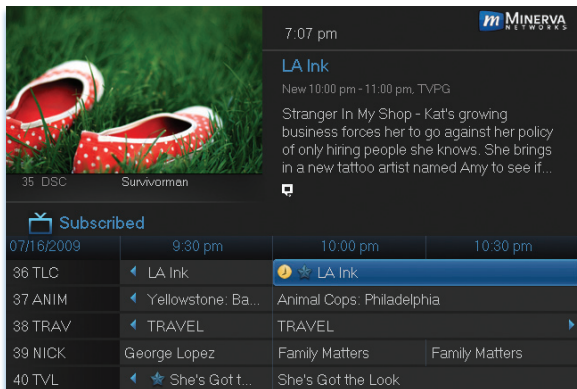 7:07 pm
m MINERVA
NETWORKS
LA Ink
New 10:00 pm - 11:00 pm, TVPG
Stranger In My Shop - Kat's growing
business forces her to go against her policy
of only hiring people she knows. She brings
in a new tattoo artist named Amy to see if...
35 DSC Survivorman
Subscribed
07/16/2009 9:30 pm 10:00 pm 10:30 pm
36 TLC LA Ink LA Ink
37 ANIM Yellowstone: Ba... Animal Cops: Philadelphia
38 TRAV TRAVEL TRAVEL
39 NICK George Lopez Family Matters Family Matters
40 TVL She's Got t... She's Got the Look